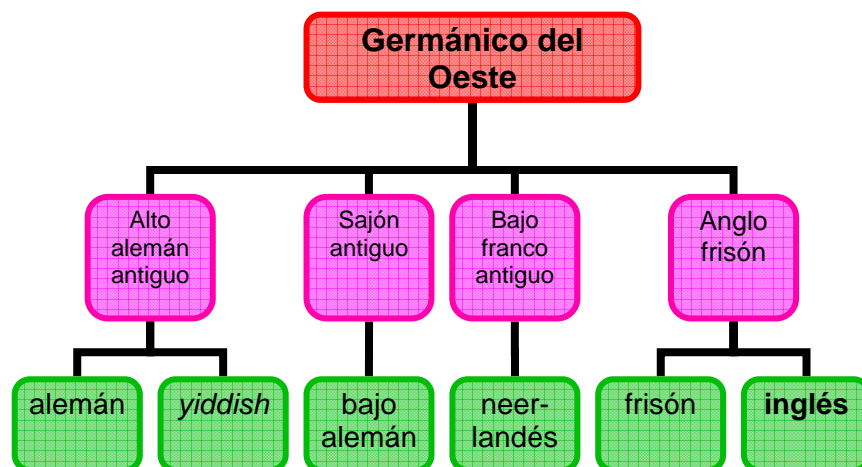 Germánico del
Oeste
Alto
alemán
antiguo
Sajón
antiguo
Bajo
franco
antiguo
Anglo
frisón
alemán
yiddish
bajo
alemán
neer-
landés
frisón
inglés